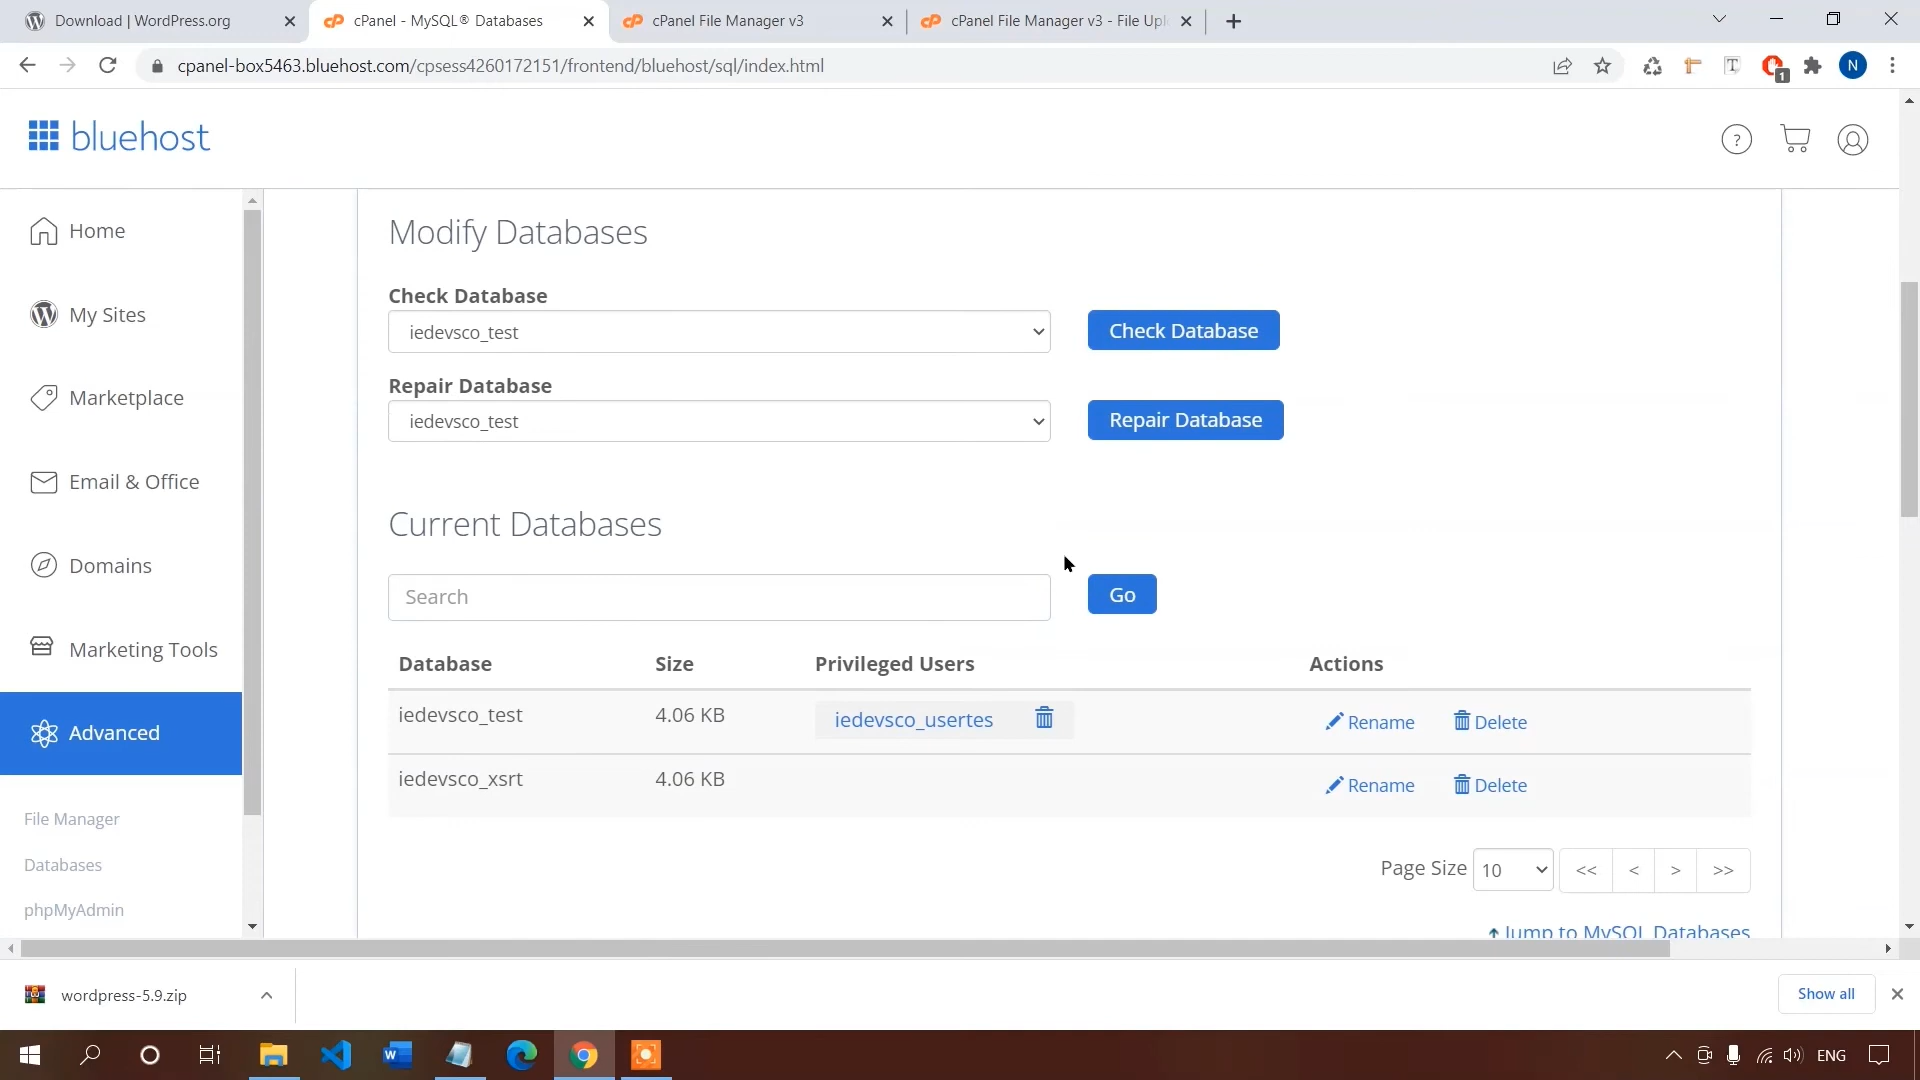 Download | WordPress.org
cPanel - MySQL® Databases
cPanel File Manager v3
cPanel File Manager v3 - File Upl
cpanel-box5463.bluehost.com/cpsess4260172151/frontend/bluehost/sql/index.html
1
N
bluehost
?
Home
My Sites
Marketplace
Email & Office
Domains
Marketing Tools
Advanced
File Manager
Databases
phpMyAdmin
Modify Databases
Check Database
iedevsco_test
Check Database
Repair Database
iedevsco_test
Repair Database
Current Databases
Search
Go
Database Size Privileged Users Actions
iedevsco_test 4.06 KB iedevsco_usertes Rename Delete
iedevsco_xsrt 4.06 KB Rename Delete
Page Size 10 << < > >>
Jump to MySQL Databases
wordpress-5.9.zip
Show all
ENG